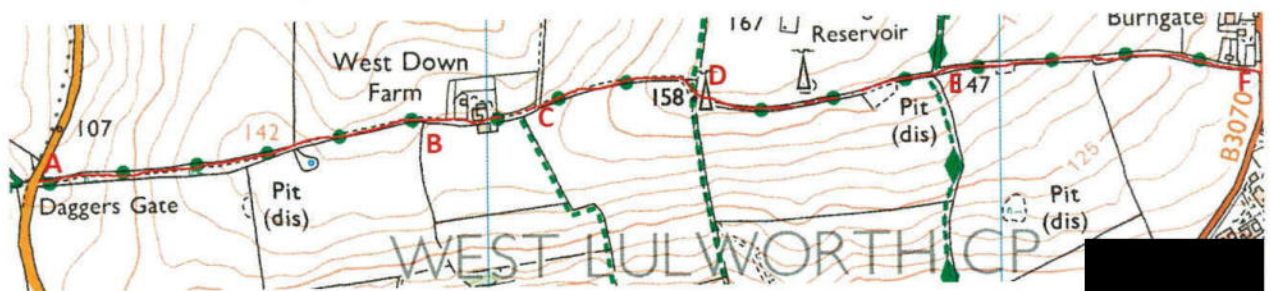 167
Reservoir
Burngate
West Down
Farm
D
158
C
E
147
F
107
A
142
B
Pit
(dis)
B3070
125
Daggers Gate
Pit
(dis)
Pit
(dis)
WEST LULWORTH CP